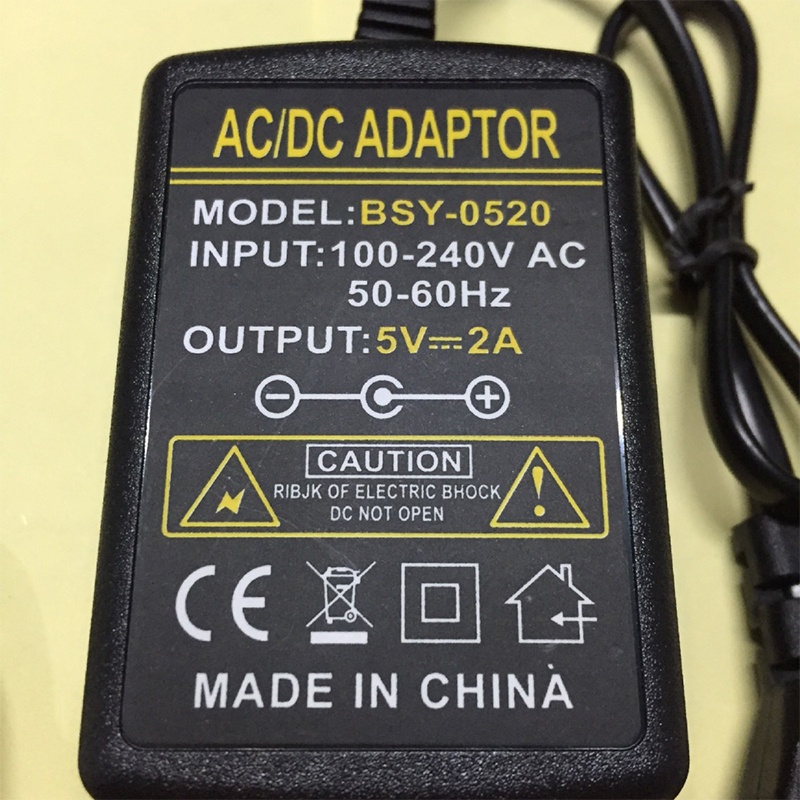 AC/DC ADAPTOR
MODEL:BSY-0520
INPUT:100-240V AC
50-60Hz
OUTPUT:5V⎓2A
CAUTION
RIBJK OF ELECTRIC BHOCK
DC NOT OPEN
CE
MADE IN CHINÀ